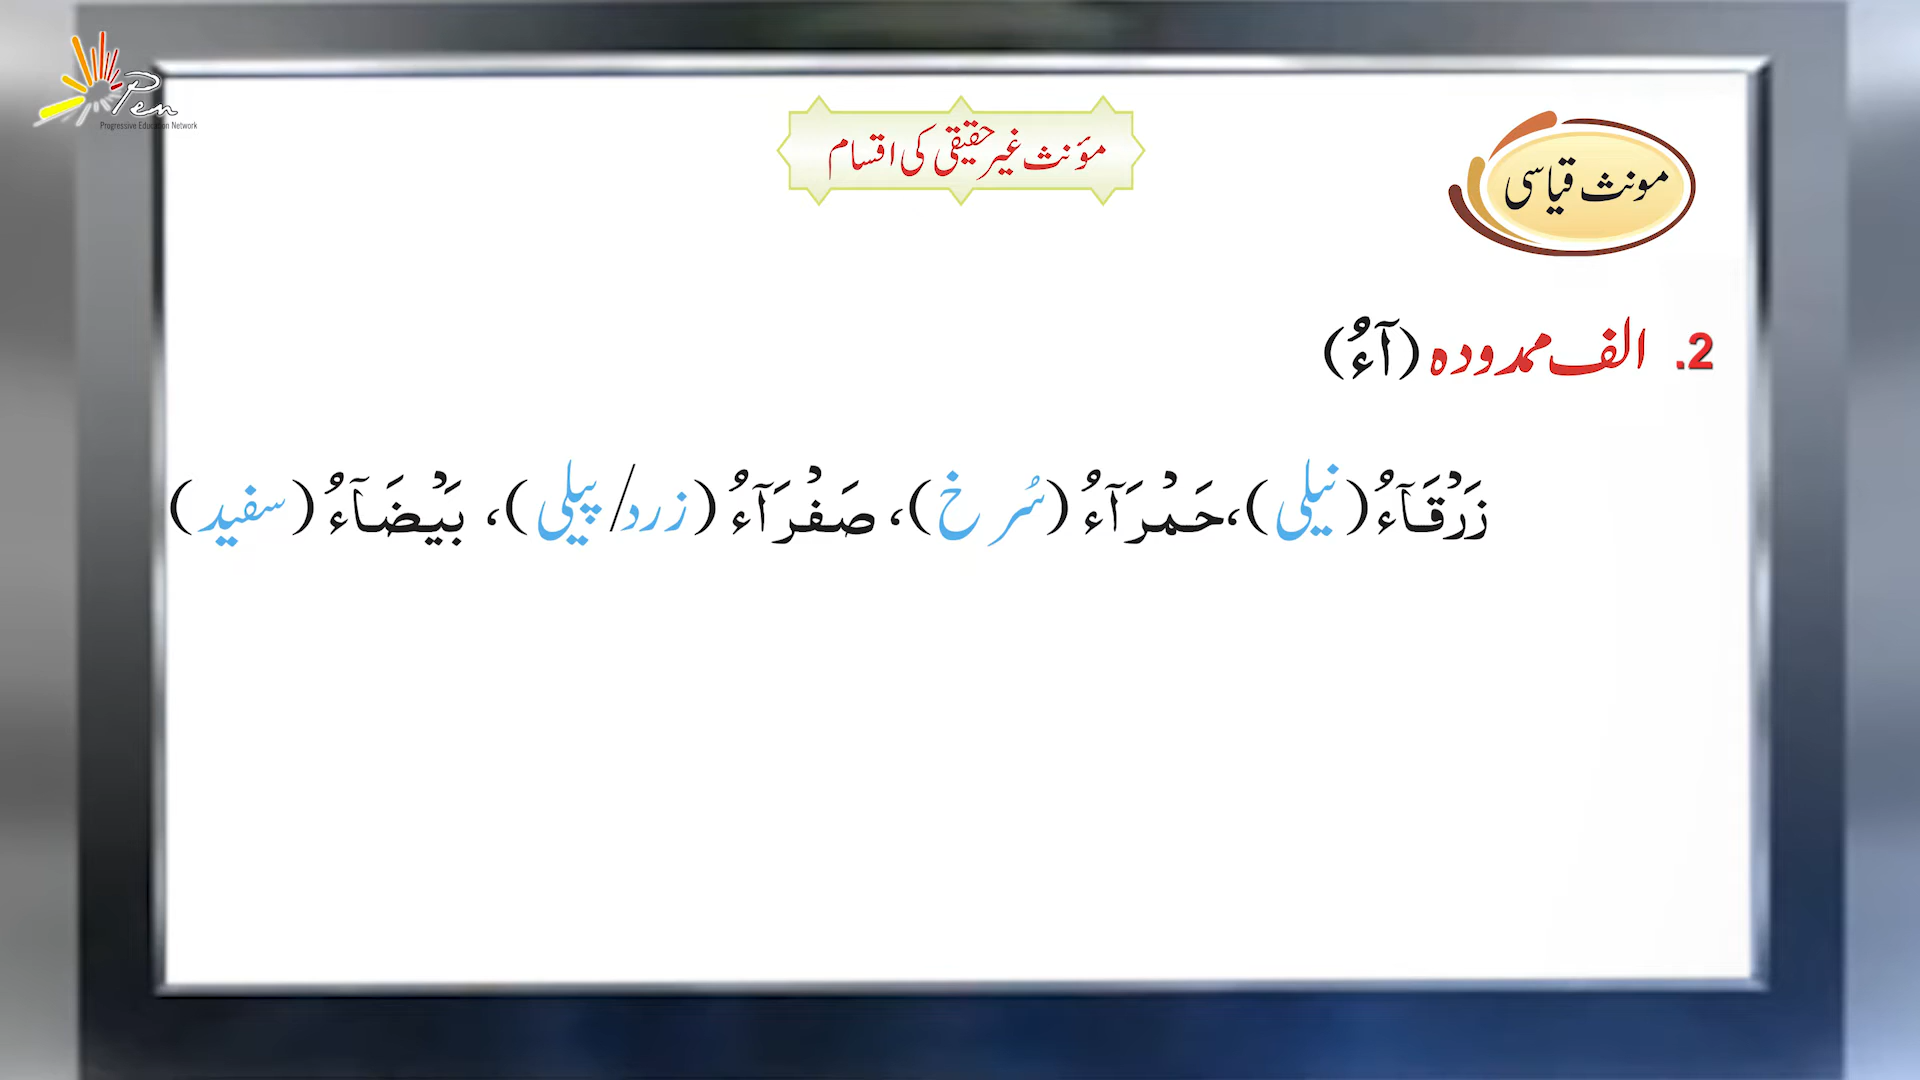 Pen
Progressive Education Network
مؤنث غیر حقیقی کی اقسام
مونث قیاسی
2. الف ممدودہ (آءُ)
زَرْقَآءُ (نیلی)، حَمْرَآءُ (سُرخ)، صَفْرَآءُ (زرد/پیلی)، بَیْضَآءُ (سفید)